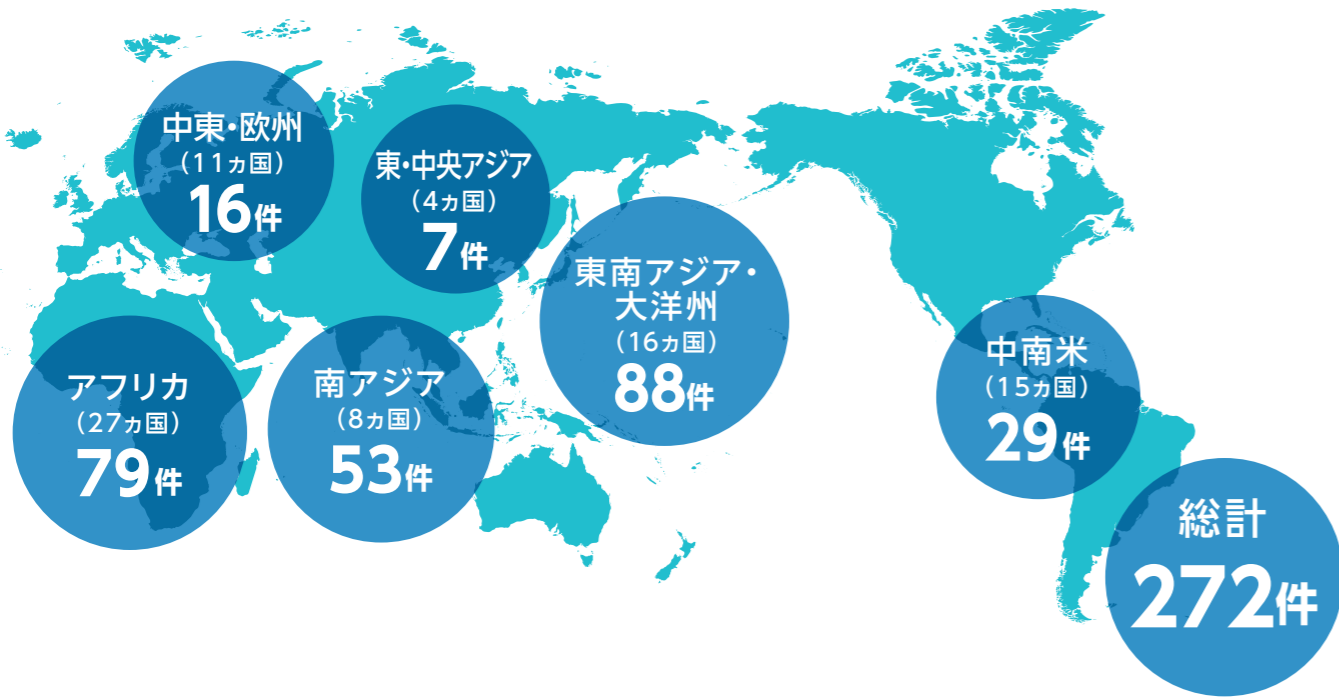 中東・欧州
(11ヵ国)
16件
東・中央アジア
(4ヵ国)
7件
東南アジア・
大洋州
(16ヵ国)
88件
アフリカ
(27ヵ国)
79件
南アジア
(8ヵ国)
53件
中南米
(15ヵ国)
29件
総計
272件